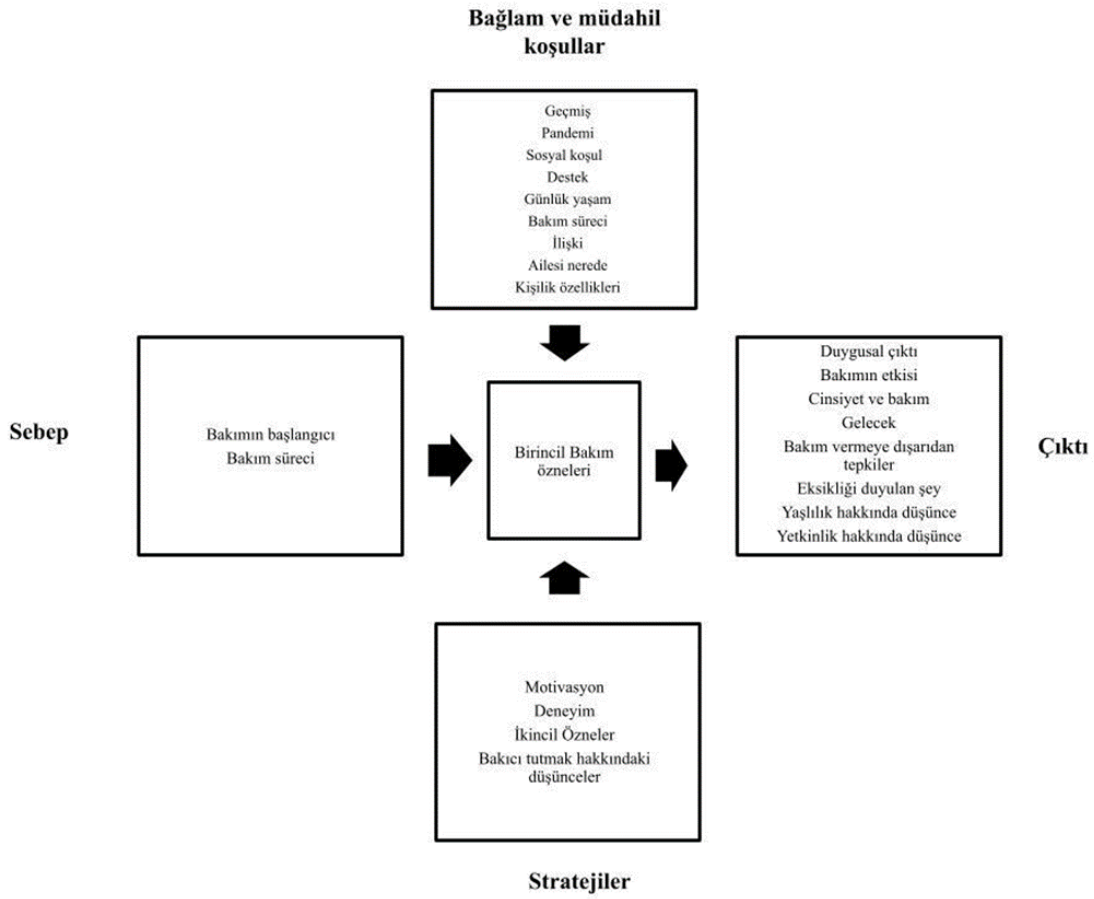 Bağlam ve müdahil
koşullar
Geçmiş
Pandemi
Sosyal koşul
Destek
Günlük yaşam
Bakım süreci
İlişki
Ailesi nerede
Kişilik özellikleri
Sebep
Bakımın başlangıcı
Bakım süreci
Birincil Bakım
özneleri
Duygusal çıktı
Bakımın etkisi
Cinsiyet ve bakım
Gelecek
Bakım vermeye dışarıdan
tepkiler
Eksikliği duyulan şey
Yaşlılık hakkında düşünce
Yetkinlik hakkında düşünce
Çıktı
Motivasyon
Deneyim
İkincil Özneler
Bakıcı tutmak hakkındaki
düşünceler
Stratejiler